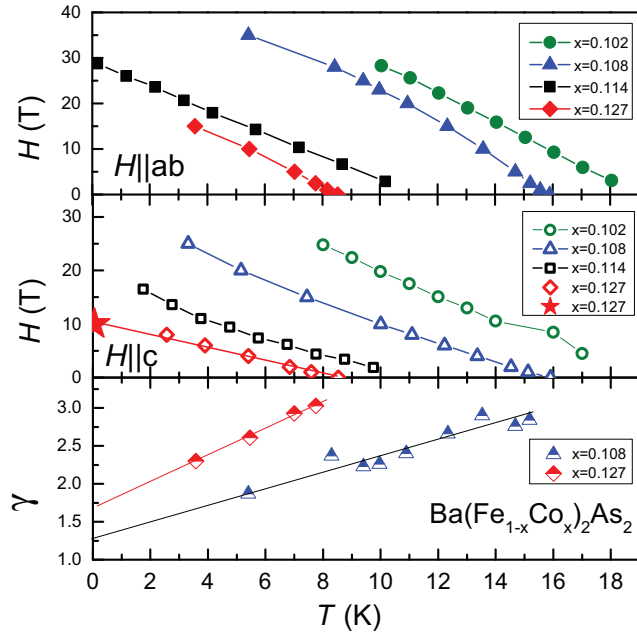 40
30
20
10
0
H (T)
H||ab
x=0.102
x=0.108
x=0.114
x=0.127
20
10
0
H (T)
H||c
x=0.102
x=0.108
x=0.114
x=0.127
x=0.127
3.0
2.5
2.0
1.5
1.0
γ
x=0.108
x=0.127
Ba(Fe1-xCox)2As2
0 2 4 6 8 10 12 14 16 18
T (K)